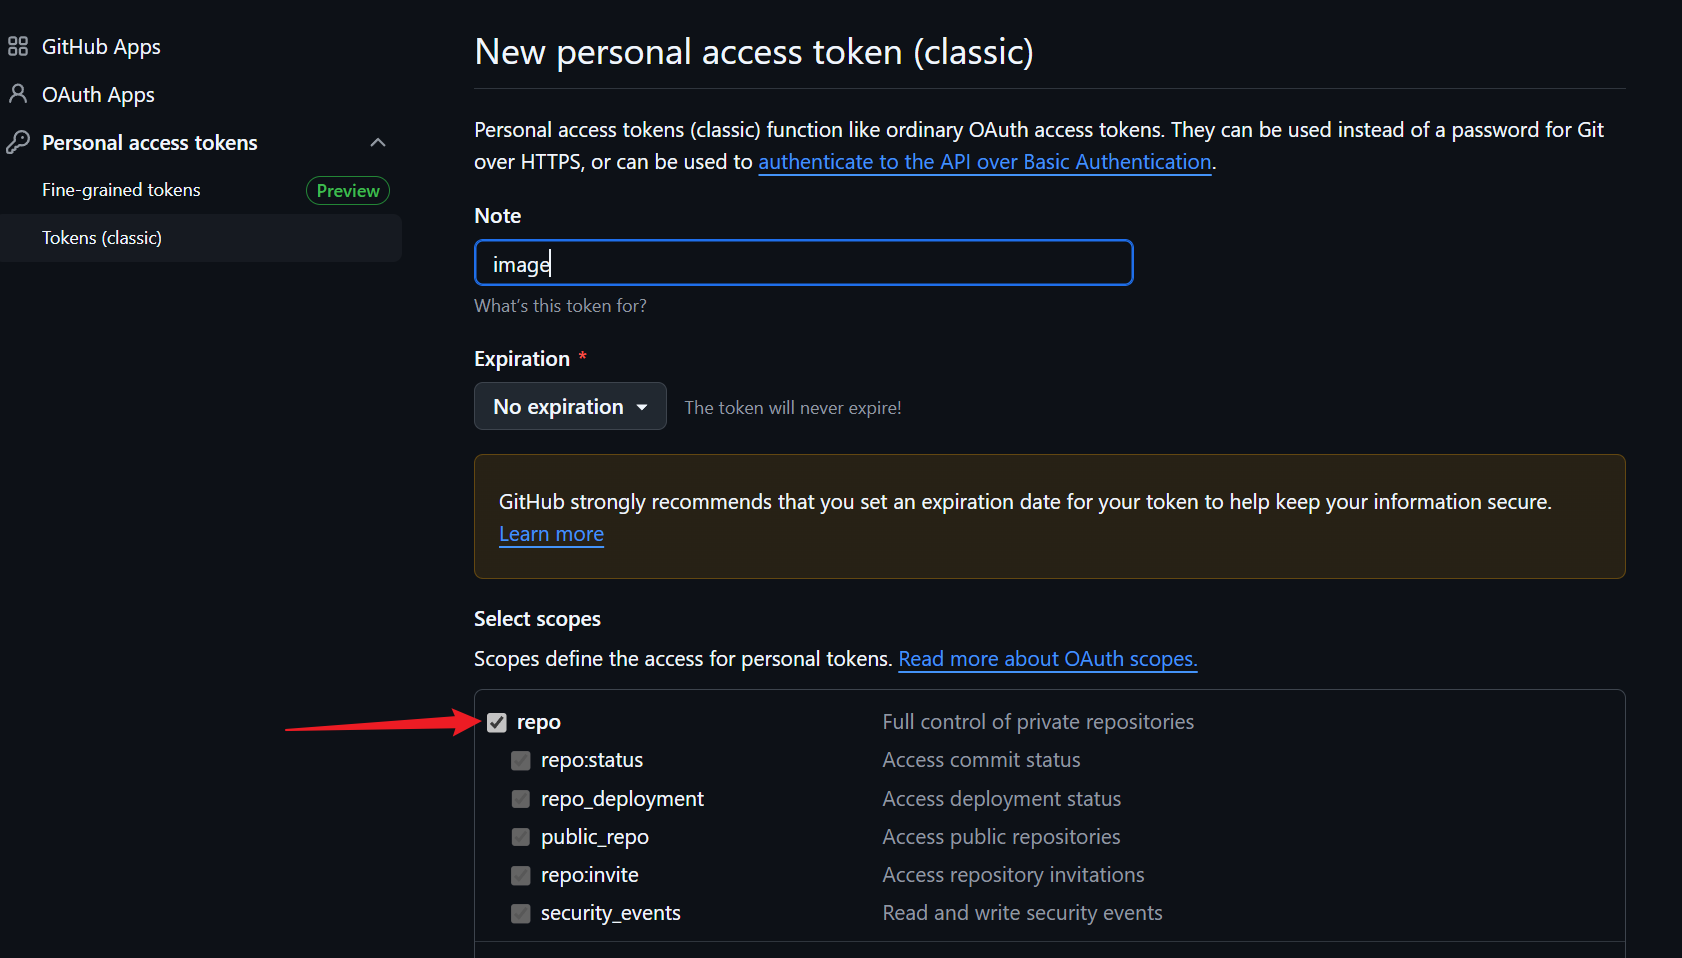 GitHub Apps
OAuth Apps
Personal access tokens
Fine-grained tokens Preview
Tokens (classic)
New personal access token (classic)
Personal access tokens (classic) function like ordinary OAuth access tokens. They can be used instead of a password for Git
over HTTPS, or can be used to authenticate to the API over Basic Authentication.
Note
image
What's this token for?
Expiration *
No expiration The token will never expire!
GitHub strongly recommends that you set an expiration date for your token to help keep your information secure.
Learn more
Select scopes
Scopes define the access for personal tokens. Read more about OAuth scopes.
repo Full control of private repositories
repo:status Access commit status
repo_deployment Access deployment status
public_repo Access public repositories
repo:invite Access repository invitations
security_events Read and write security events